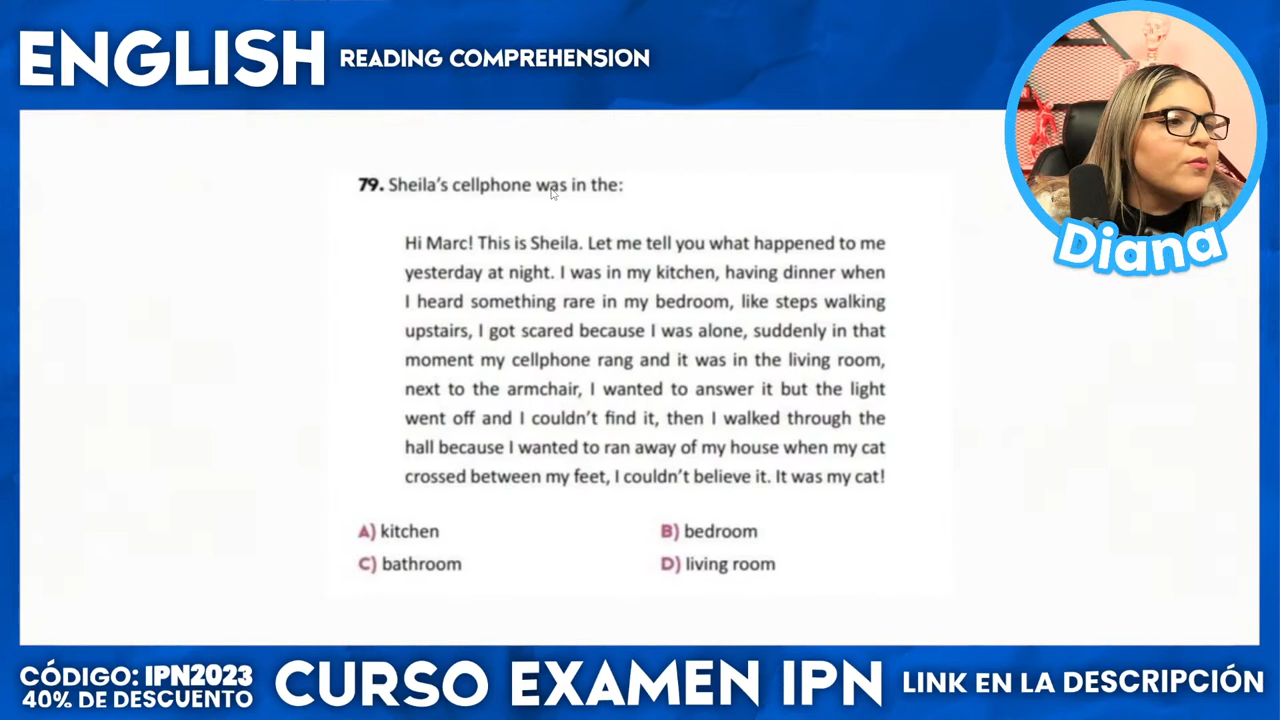 ENGLISH READING COMPREHENSION
Diana
79. Sheila's cellphone was in the:
Hi Marc! This is Sheila. Let me tell you what happened to me
yesterday at night. I was in my kitchen, having dinner when
I heard something rare in my bedroom, like steps walking
upstairs, I got scared because I was alone, suddenly in that
moment my cellphone rang and it was in the living room,
next to the armchair, I wanted to answer it but the light
went off and I couldn't find it, then I walked through the
hall because I wanted to ran away of my house when my cat
crossed between my feet, I couldn't believe it. It was my cat!
A) kitchen
B) bedroom
C) bathroom
D) living room
CÓDIGO: IPN2023
40% DE DESCUENTO
CURSO EXAMEN IPN
LINK EN LA DESCRIPCIÓN